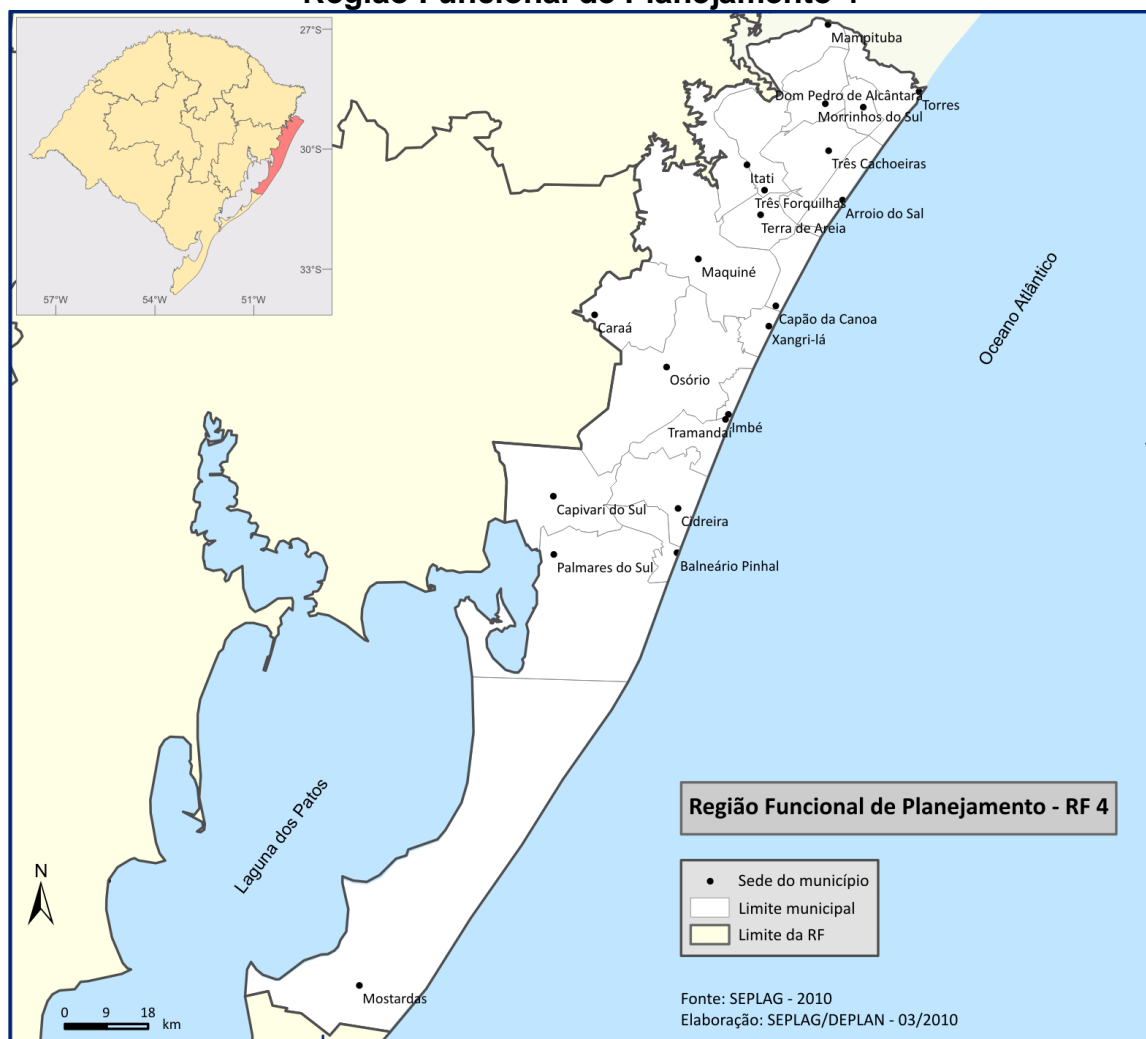 Região Funcional de Planejamento 4
27°S
30°S
33°S
57°W
54°W
51°W
Mampituba
Dom Pedro de Alcântara
Torres
Morrinhos do Sul
Três Cachoeiras
Itati
Três Forquilhas
Arroio do Sal
Terra de Areia
Maquiné
Capão da Canoa
Caraá
Xangri-lá
Osório
Imbé
Tramandaí
Capivari do Sul
Cidreira
Palmares do Sul
Balneário Pinhal
Oceano Atlântico
Laguna dos Patos
Mostardas
N
0 9 18
km
Região Funcional de Planejamento - RF 4
Sede do município
Limite municipal
Limite da RF
Fonte: SEPLAG - 2010
Elaboração: SEPLAG/DEPLAN - 03/2010